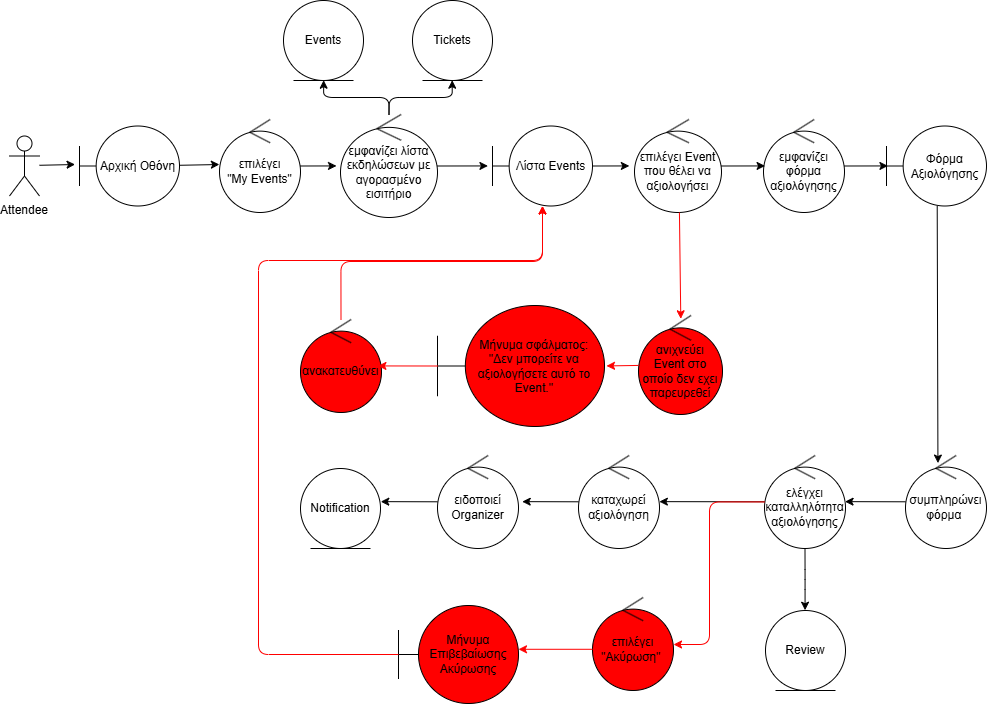 Events
Tickets
Attendee
Αρχική Οθόνη
επιλέγει
"My Events"
εμφανίζει λίστα
εκδηλώσεων με
αγορασμένο
εισιτήριο
Λίστα Events
επιλέγει Event
που θέλει να
αξιολογήσει
εμφανίζει
φόρμα
αξιολόγησης
Φόρμα
Αξιολόγησης
ανακατευθύνει
Μήνυμα σφάλματος:
"Δεν μπορείτε να
αξιολογήσετε αυτό το
Event."
ανιχνεύει
Event στο
οποίο δεν εχει
παρευρεθεί
Notification
ειδοποιεί
Organizer
καταχωρεί
αξιολόγηση
ελέγχει
καταλληλότητα
αξιολόγησης
συμπληρώνει
φόρμα
Μήνυμα
Επιβεβαίωσης
Ακύρωσης
επιλέγει
"Ακύρωση"
Review